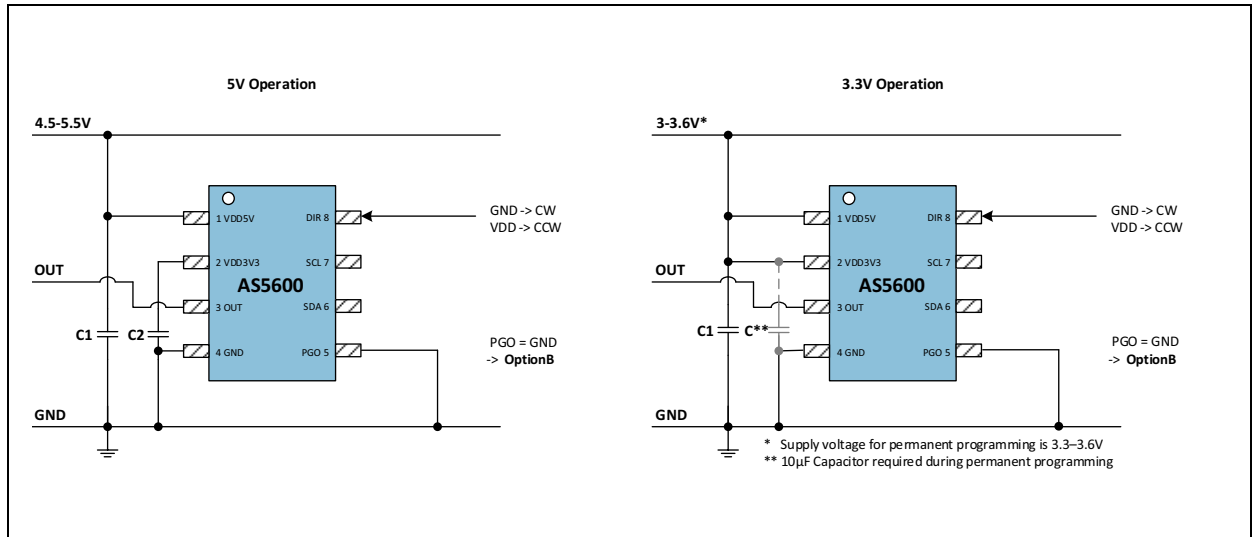 5V Operation
4.5-5.5V
1 VDD5V
DIR 8
GND -> CW
VDD -> CCW
2 VDD3V3
SCL 7
OUT
AS5600
3 OUT
SDA 6
C1
C2
4 GND
PGO 5
PGO = GND
-> OptionB
GND
3.3V Operation
3-3.6V*
1 VDD5V
DIR 8
GND -> CW
VDD -> CCW
2 VDD3V3
SCL 7
OUT
AS5600
3 OUT
SDA 6
C1
C**
4 GND
PGO 5
PGO = GND
-> OptionB
GND
* Supply voltage for permanent programming is 3.3–3.6V
** 10µF Capacitor required during permanent programming